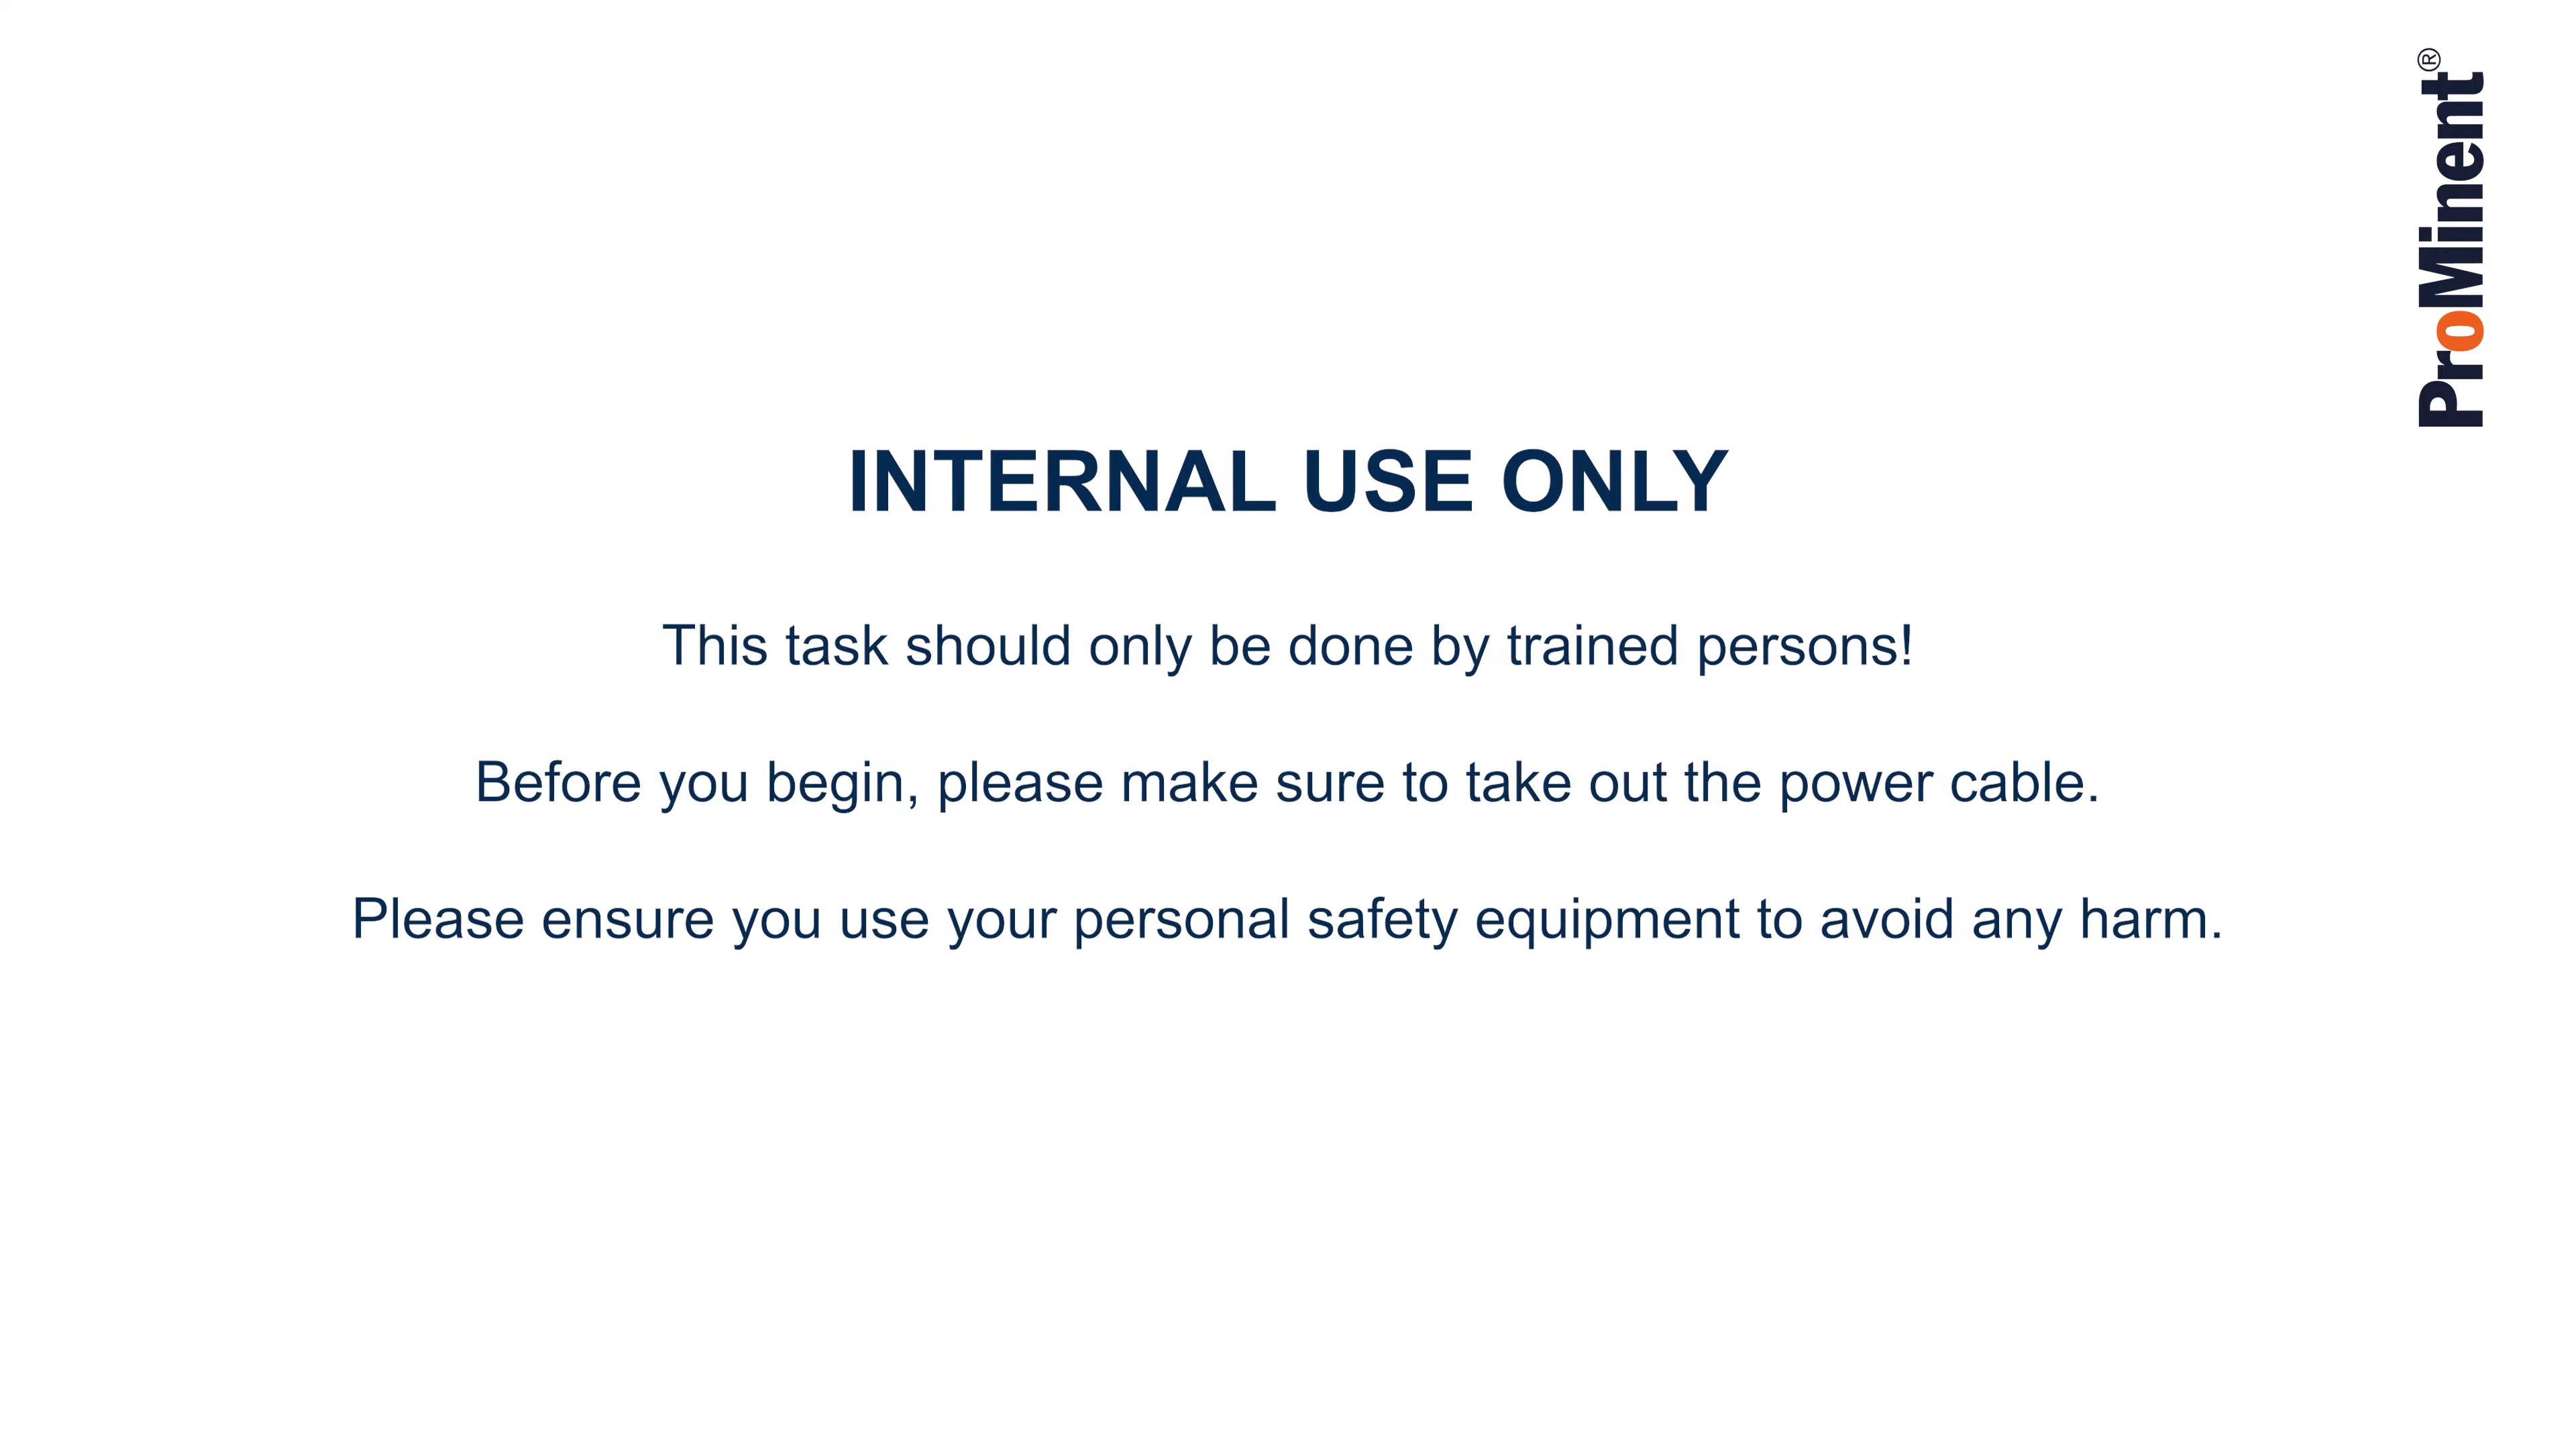 ProMinent®
INTERNAL USE ONLY
This task should only be done by trained persons!
Before you begin, please make sure to take out the power cable.
Please ensure you use your personal safety equipment to avoid any harm.